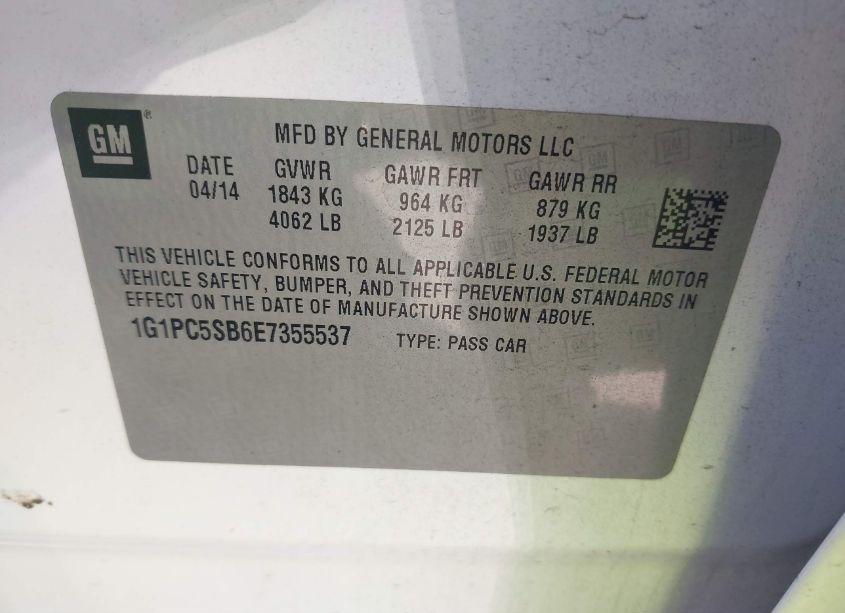 GM ®
MFD BY GENERAL MOTORS LLC
DATE GVWR GAWR FRT GAWR RR
04/14 1843 KG 964 KG 879 KG
4062 LB 2125 LB 1937 LB
THIS VEHICLE CONFORMS TO ALL APPLICABLE U.S. FEDERAL MOTOR
VEHICLE SAFETY, BUMPER, AND THEFT PREVENTION STANDARDS IN
EFFECT ON THE DATE OF MANUFACTURE SHOWN ABOVE.
1G1PC5SB6E7355537 TYPE: PASS CAR